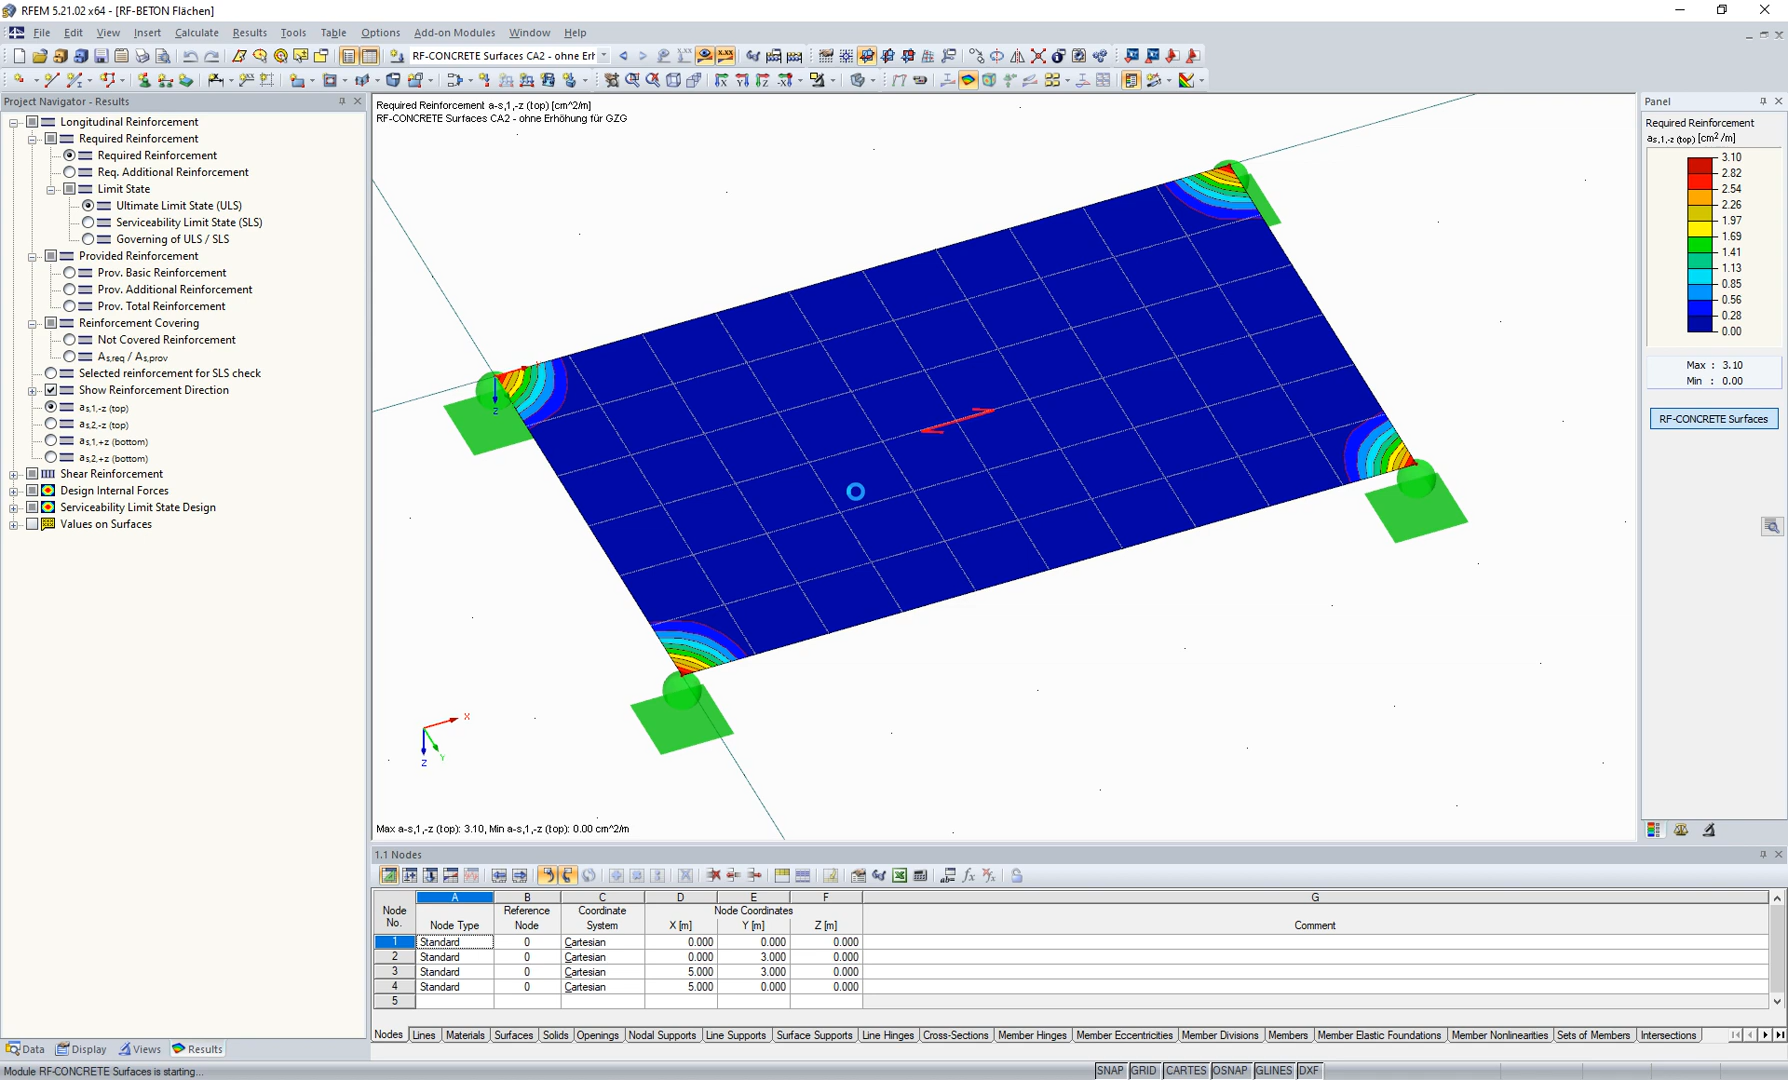 RFEM 5.21.02 x64 - [RF-BETON Flächen]
File Edit View Insert Calculate Results Tools Table Options Add-on Modules Window Help
RF-CONCRETE Surfaces CA2 - ohne Erf
Project Navigator - Results
Longitudinal Reinforcement
Required Reinforcement
Required Reinforcement
Req. Additional Reinforcement
Limit State
Ultimate Limit State (ULS)
Serviceability Limit State (SLS)
Governing of ULS / SLS
Provided Reinforcement
Prov. Basic Reinforcement
Prov. Additional Reinforcement
Prov. Total Reinforcement
Reinforcement Covering
Not Covered Reinforcement
As,req / As,prov
Selected reinforcement for SLS check
Show Reinforcement Direction
as,1,-z (top)
as,2,-z (top)
as,1,+z (bottom)
as,2,+z (bottom)
Shear Reinforcement
Design Internal Forces
Serviceability Limit State Design
Values on Surfaces
Data Display Views Results
Required Reinforcement a-s,1,-z (top) [cm^2/m]
RF-CONCRETE Surfaces CA2 - ohne Erhöhung für GZG
z
X
Y
Z
Max a-s,1,-z (top): 3.10, Min a-s,1,-z (top): 0.00 cm^2/m
Panel
Required Reinforcement
as,1,-z (top) [cm2/m]
3.10
2.82
2.54
2.26
1.97
1.69
1.41
1.13
0.85
0.56
0.28
0.00
Max : 3.10
Min : 0.00
RF-CONCRETE Surfaces
1.1 Nodes
A B C D E F G
Node No. Node Type Reference Node Coordinate System Node Coordinates X [m] Y [m] Z [m] Comment
1 Standard 0 Cartesian 0.000 0.000 0.000
2 Standard 0 Cartesian 0.000 3.000 0.000
3 Standard 0 Cartesian 5.000 3.000 0.000
4 Standard 0 Cartesian 5.000 0.000 0.000
5
Nodes Lines Materials Surfaces Solids Openings Nodal Supports Line Supports Surface Supports Line Hinges Cross-Sections Member Hinges Member Eccentricities Member Divisions Members Member Elastic Foundations Member Nonlinearities Sets of Members Intersections
Module RF-CONCRETE Surfaces is starting...
SNAP GRID CARTES OSNAP GLINES DXF